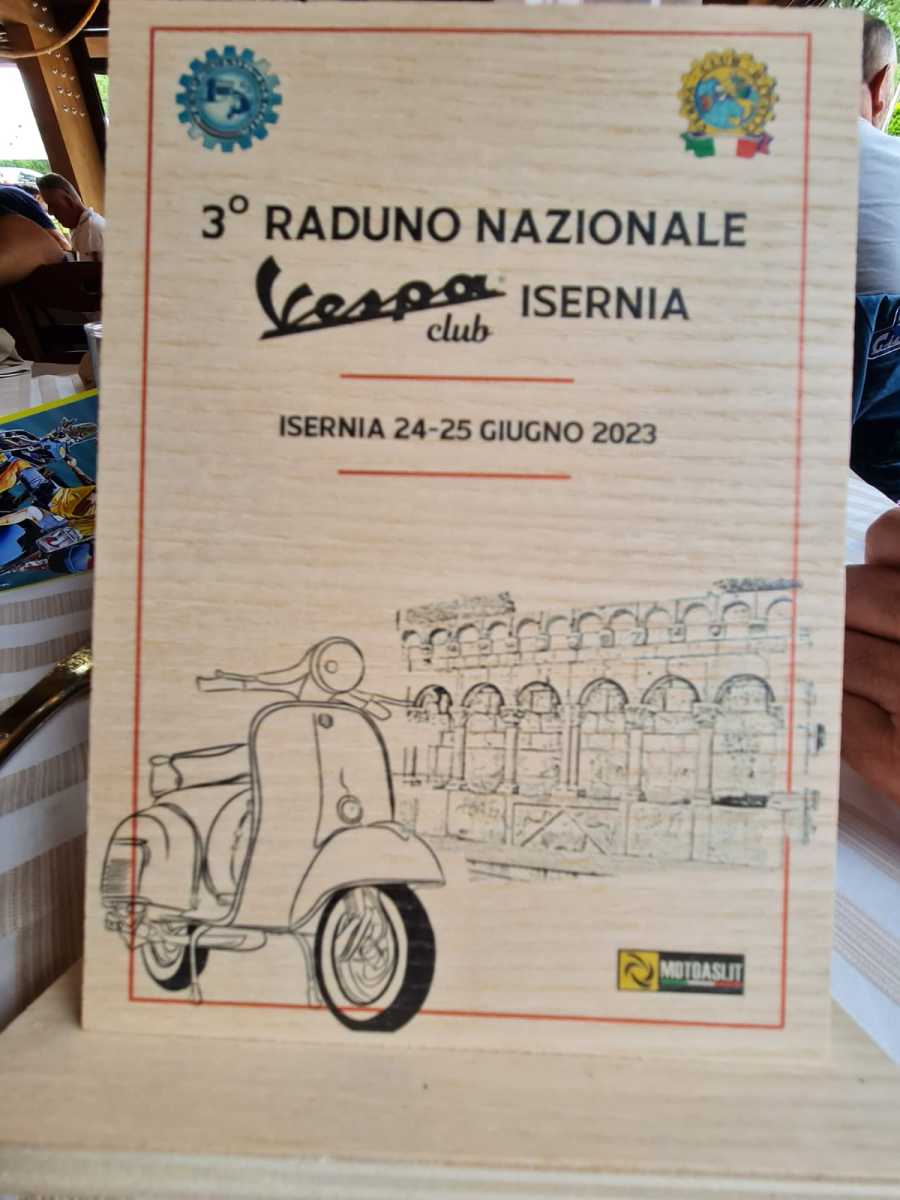 3° RADUNO NAZIONALE
Vespa club ISERNIA
ISERNIA 24-25 GIUGNO 2023
MOTOASI.IT